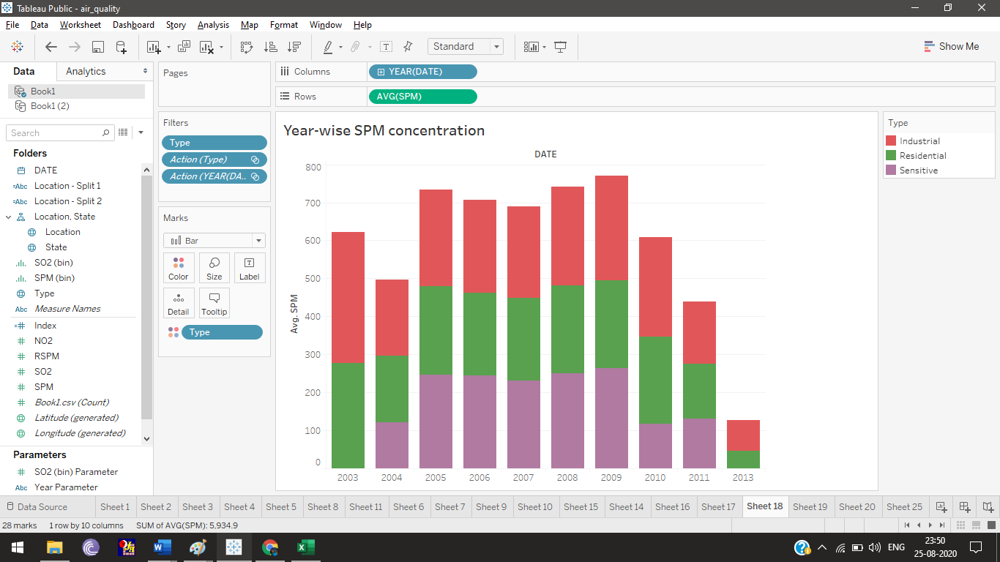 Tableau Public - air_quality
File Data Worksheet Dashboard Story Analysis Map Format Window Help
Standard
Show Me
Data Analytics
Book1
Book1 (2)
Search
Folders
DATE
Abc Location - Split 1
Abc Location - Split 2
Location, State
Location
State
SO2 (bin)
SPM (bin)
Type
Abc Measure Names
Index
NO2
RSPM
SO2
SPM
Book1.csv (Count)
Latitude (generated)
Longitude (generated)
Parameters
SO2 (bin) Parameter
Abc Year Parameter
Pages
Filters
Type
Action (Type)
Action (YEAR(DA..
Marks
Bar
Color Size Label
Detail Tooltip
Type
Columns YEAR(DATE)
Rows AVG(SPM)
Year-wise SPM concentration
DATE
800
700
600
500
400
300
200
100
0
Avg. SPM
2003 2004 2005 2006 2007 2008 2009 2010 2011 2013
Type
Industrial
Residential
Sensitive
Data Source Sheet 1 Sheet 2 Sheet 3 Sheet 4 Sheet 5 Sheet 8 Sheet 11 Sheet 6 Sheet 7 Sheet 9 Sheet 10 Sheet 15 Sheet 14 Sheet 16 Sheet 17 Sheet 18 Sheet 19 Sheet 20 Sheet 25
28 marks 1 row by 10 columns SUM of AVG(SPM): 5,934.9
ENG
23:50
25-08-2020